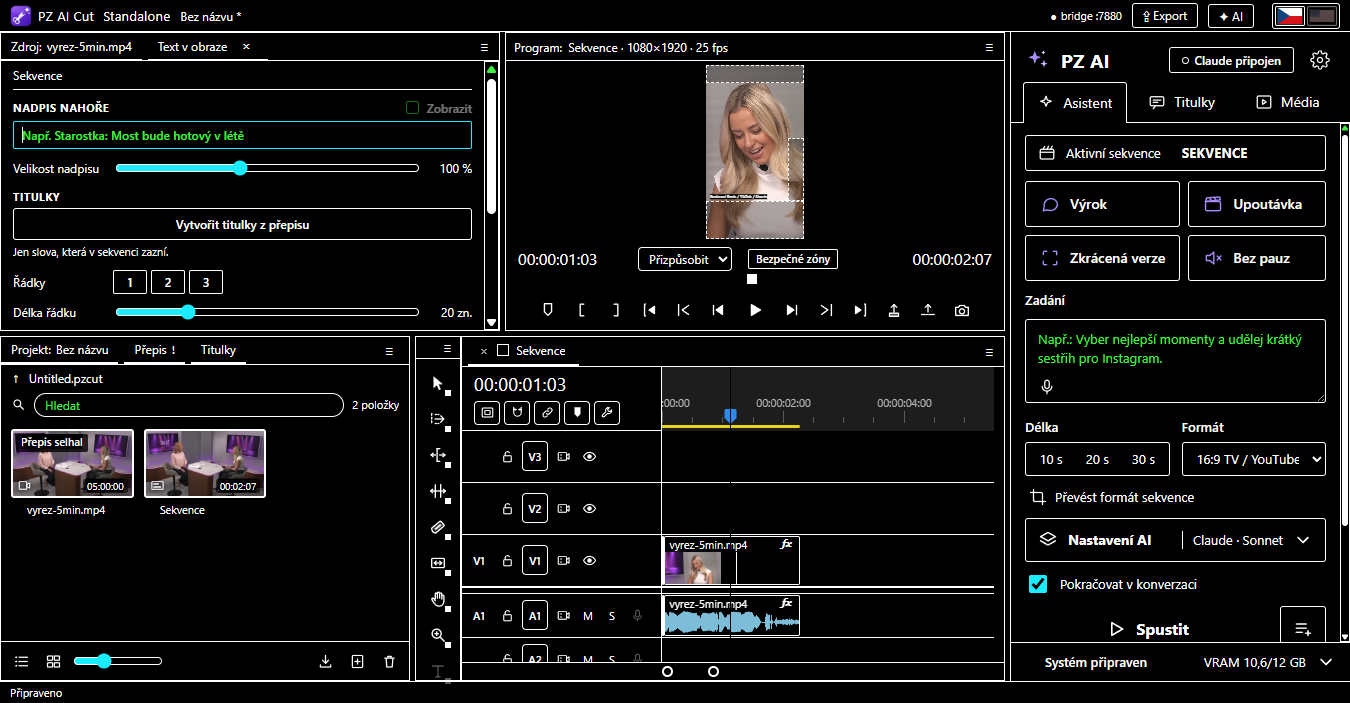 PZ AI Cut Standalone Bez názvu *
bridge :7880
Export
AI
Zdroj: vyrez-5min.mp4
Text v obraze
Sekvence
NADPIS NAHOŘE
Zobrazit
Např. Starostka: Most bude hotový v létě
Velikost nadpisu
100 %
TITULKY
Vytvořit titulky z přepisu
Jen slova, která v sekvenci zazní.
Řádky
1
2
3
Délka řádku
20 zn.
Program: Sekvence · 1080×1920 · 25 fps
00:00:01:03
Přizpůsobit
Bezpečné zóny
00:00:02:07
PZ AI
Claude připojen
Asistent
Titulky
Média
Aktivní sekvence SEKVENCE
Výrok
Upoutávka
Zkrácená verze
Bez pauz
Zadání
Např.: Vyber nejlepší momenty a udělej krátký
sestřih pro Instagram.
Délka
Formát
10 s 20 s 30 s
16:9 TV / YouTube
Převést formát sekvence
Nastavení AI
Claude · Sonnet
Pokračovat v konverzaci
Spustit
Systém připraven
VRAM 10,6/12 GB
Projekt: Bez názvu
Přepis !
Titulky
Untitled.pzcut
Hledat
2 položky
Přepis selhal
05:00:00
vyrez-5min.mp4
00:02:07
Sekvence
Sekvence
00:00:01:03
:00:00
00:00:02:00
00:00:04:00
V3
V2
V1
V1
vyrez-5min.mp4
fx
A1
A1
M
S
vyrez-5min.mp4
fx
A2
M
S
Připraveno